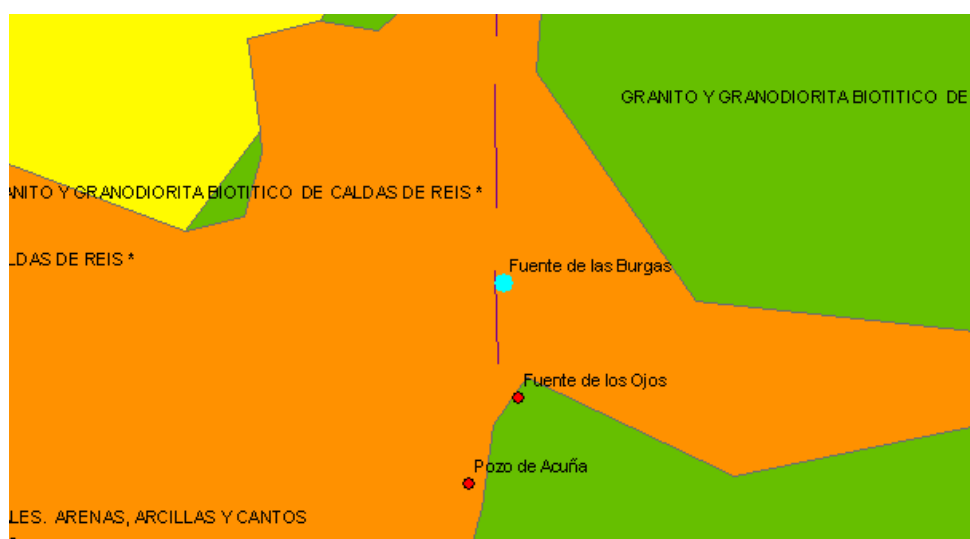 GRANITO Y GRANODIORITA BIOTITICO DE
NITO Y GRANODIORITA BIOTITICO DE CALDAS DE REIS *
LDAS DE REIS *
Fuente de las Burgas
Fuente de los Ojos
Pozo de Acuña
LES. ARENAS, ARCILLAS Y CANTOS